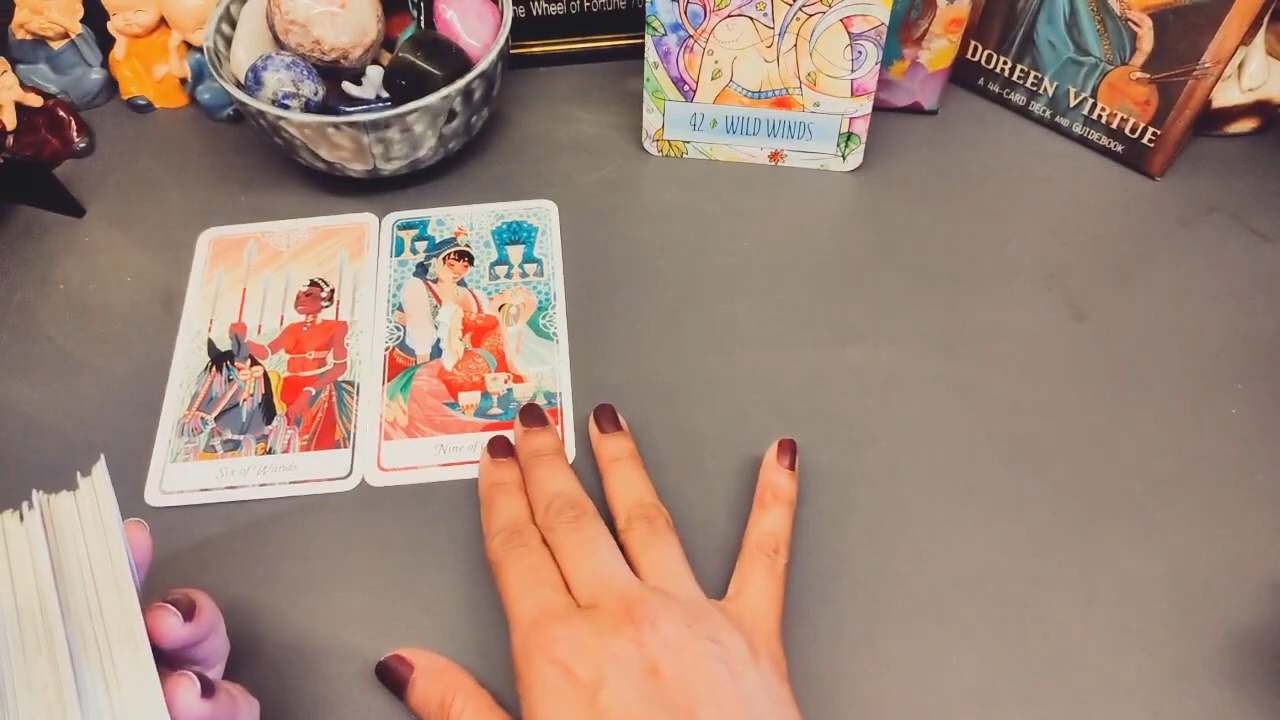 he Wheel of Fortune
42 WILD WINDS
DOREEN VIRTUE
A 44-CARD DECK AND GUIDEBOOK
Six of Wands
Nine of